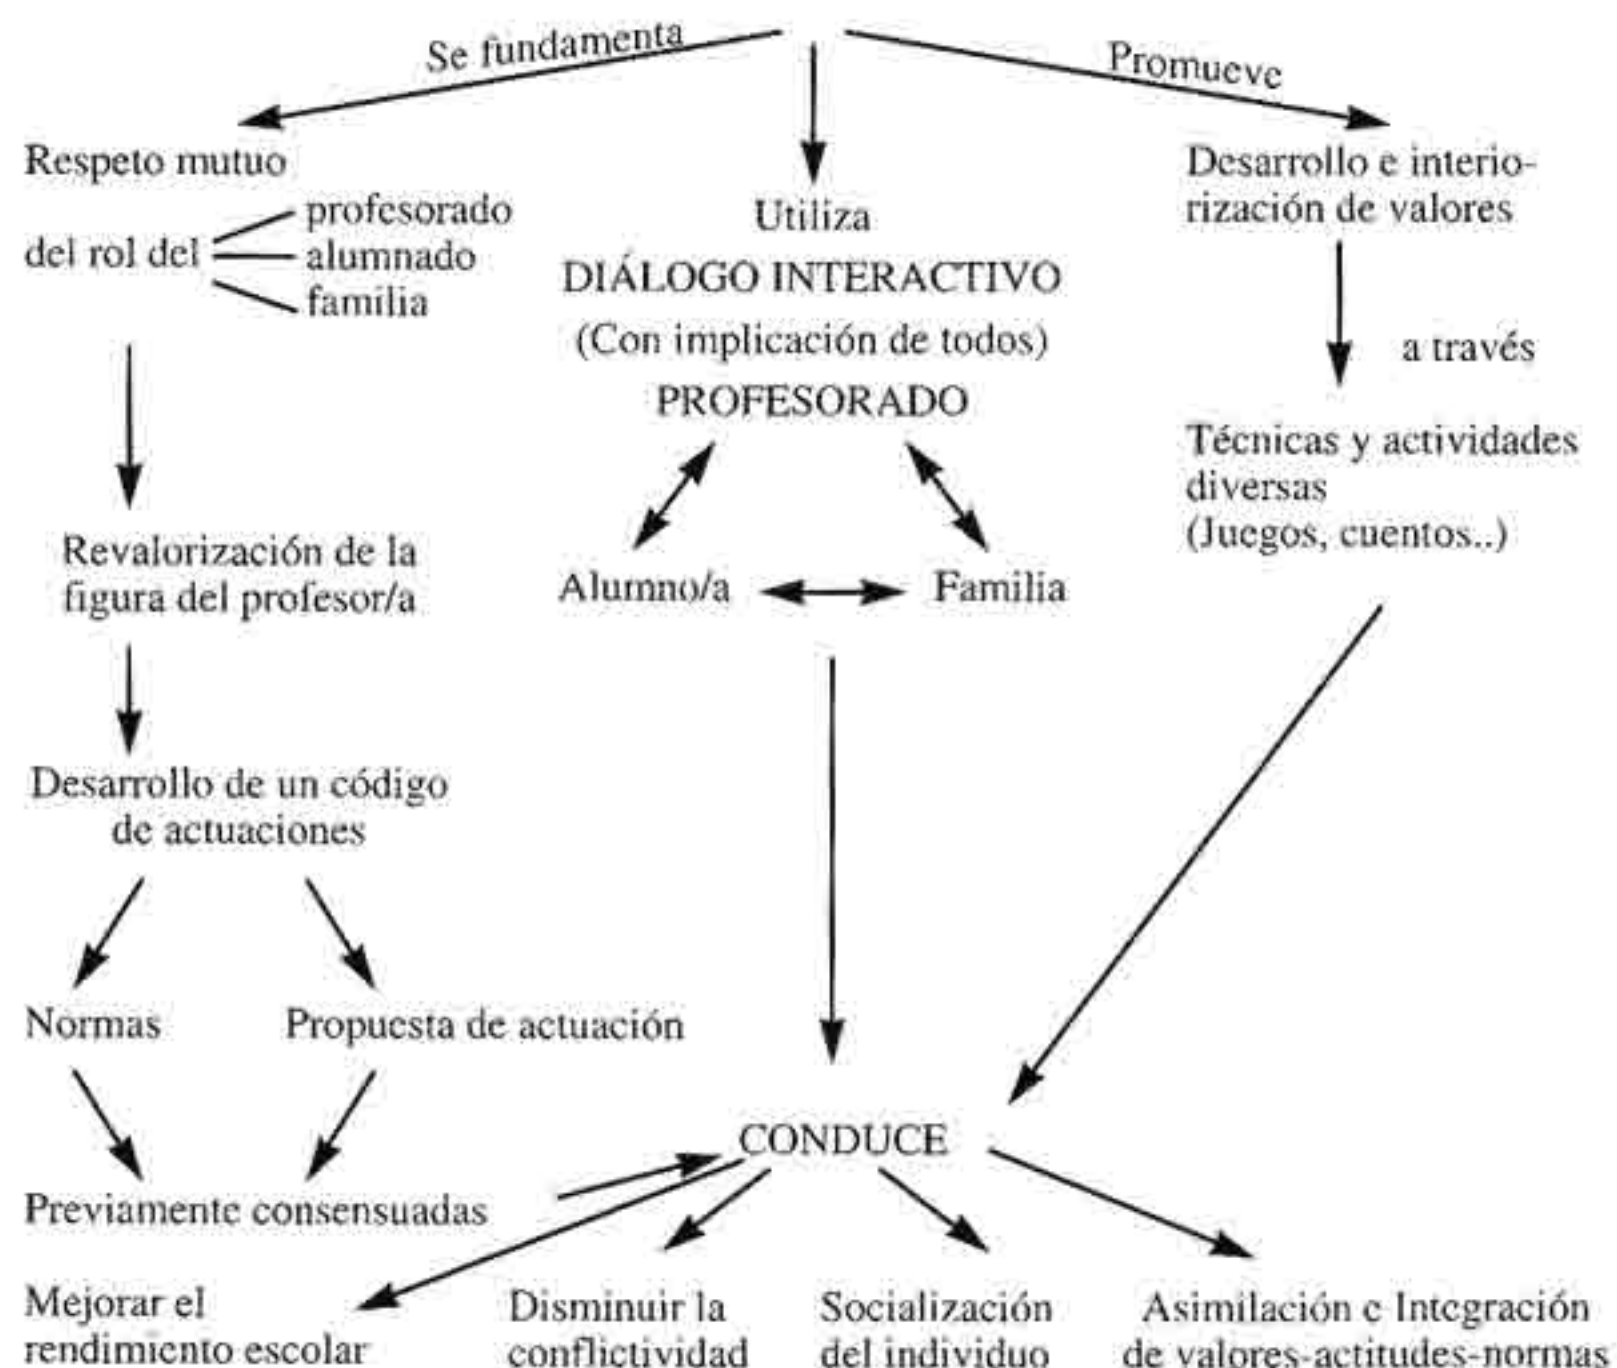 Se fundamenta
Promueve
Respeto mutuo
del rol del
profesorado
alumnado
familia
Utiliza
DIÁLOGO INTERACTIVO
(Con implicación de todos)
PROFESORADO
Alumno/a
Familia
Desarrollo e interio-
rización de valores
a través
Técnicas y actividades
diversas
(Juegos, cuentos..)
Revalorización de la
figura del profesor/a
Desarrollo de un código
de actuaciones
Normas
Propuesta de actuación
Previamente consensuadas
CONDUCE
Mejorar el
rendimiento escolar
Disminuir la
conflictividad
Socialización
del individuo
Asimilación e Integración
de valores-actitudes-normas